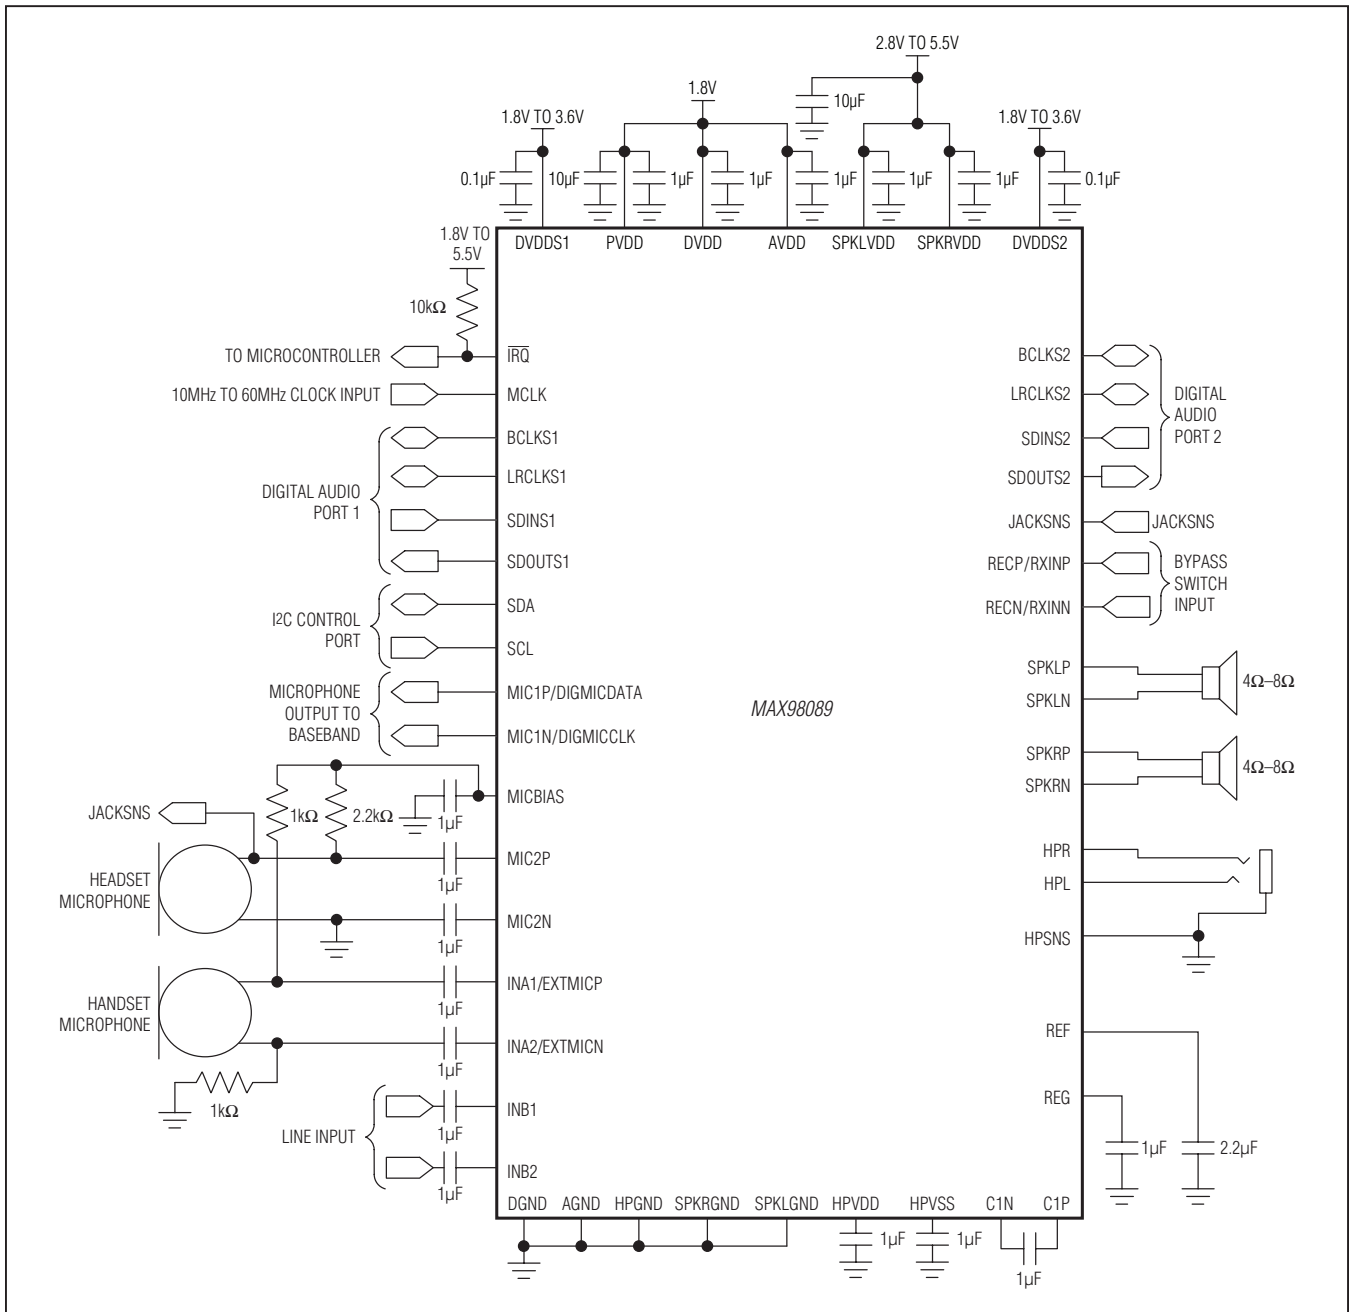 2.8V TO 5.5V
1.8V
10µF
1.8V TO 3.6V
1.8V TO 3.6V
0.1µF
10µF
1µF
1µF
1µF
1µF
1µF
0.1µF
1.8V TO
5.5V
DVDDS1
PVDD
DVDD
AVDD
SPKLVDD
SPKRVDD
DVDDS2
10kΩ
TO MICROCONTROLLER
IRQ
10MHz TO 60MHz CLOCK INPUT
MCLK
DIGITAL AUDIO
PORT 1
BCLKS1
LRCLKS1
SDINS1
SDOUTS1
I2C CONTROL
PORT
SDA
SCL
MICROPHONE
OUTPUT TO
BASEBAND
MIC1P/DIGMICDATA
MIC1N/DIGMICCLK
MICBIAS
1kΩ
2.2kΩ
1µF
JACKSNS
MIC2P
1µF
HEADSET
MICROPHONE
MIC2N
1µF
INA1/EXTMICP
1µF
HANDSET
MICROPHONE
INA2/EXTMICN
1µF
1kΩ
LINE INPUT
INB1
1µF
INB2
1µF
MAX98089
BCLKS2
LRCLKS2
SDINS2
SDOUTS2
DIGITAL
AUDIO
PORT 2
JACKSNS
JACKSNS
RECP/RXINP
RECN/RXINN
BYPASS
SWITCH
INPUT
SPKLP
SPKLN
4Ω–8Ω
SPKRP
SPKRN
4Ω–8Ω
HPR
HPL
HPSNS
REF
REG
1µF
2.2µF
DGND
AGND
HPGND
SPKRGND
SPKLGND
HPVDD
HPVSS
C1N
C1P
1µF
1µF
1µF